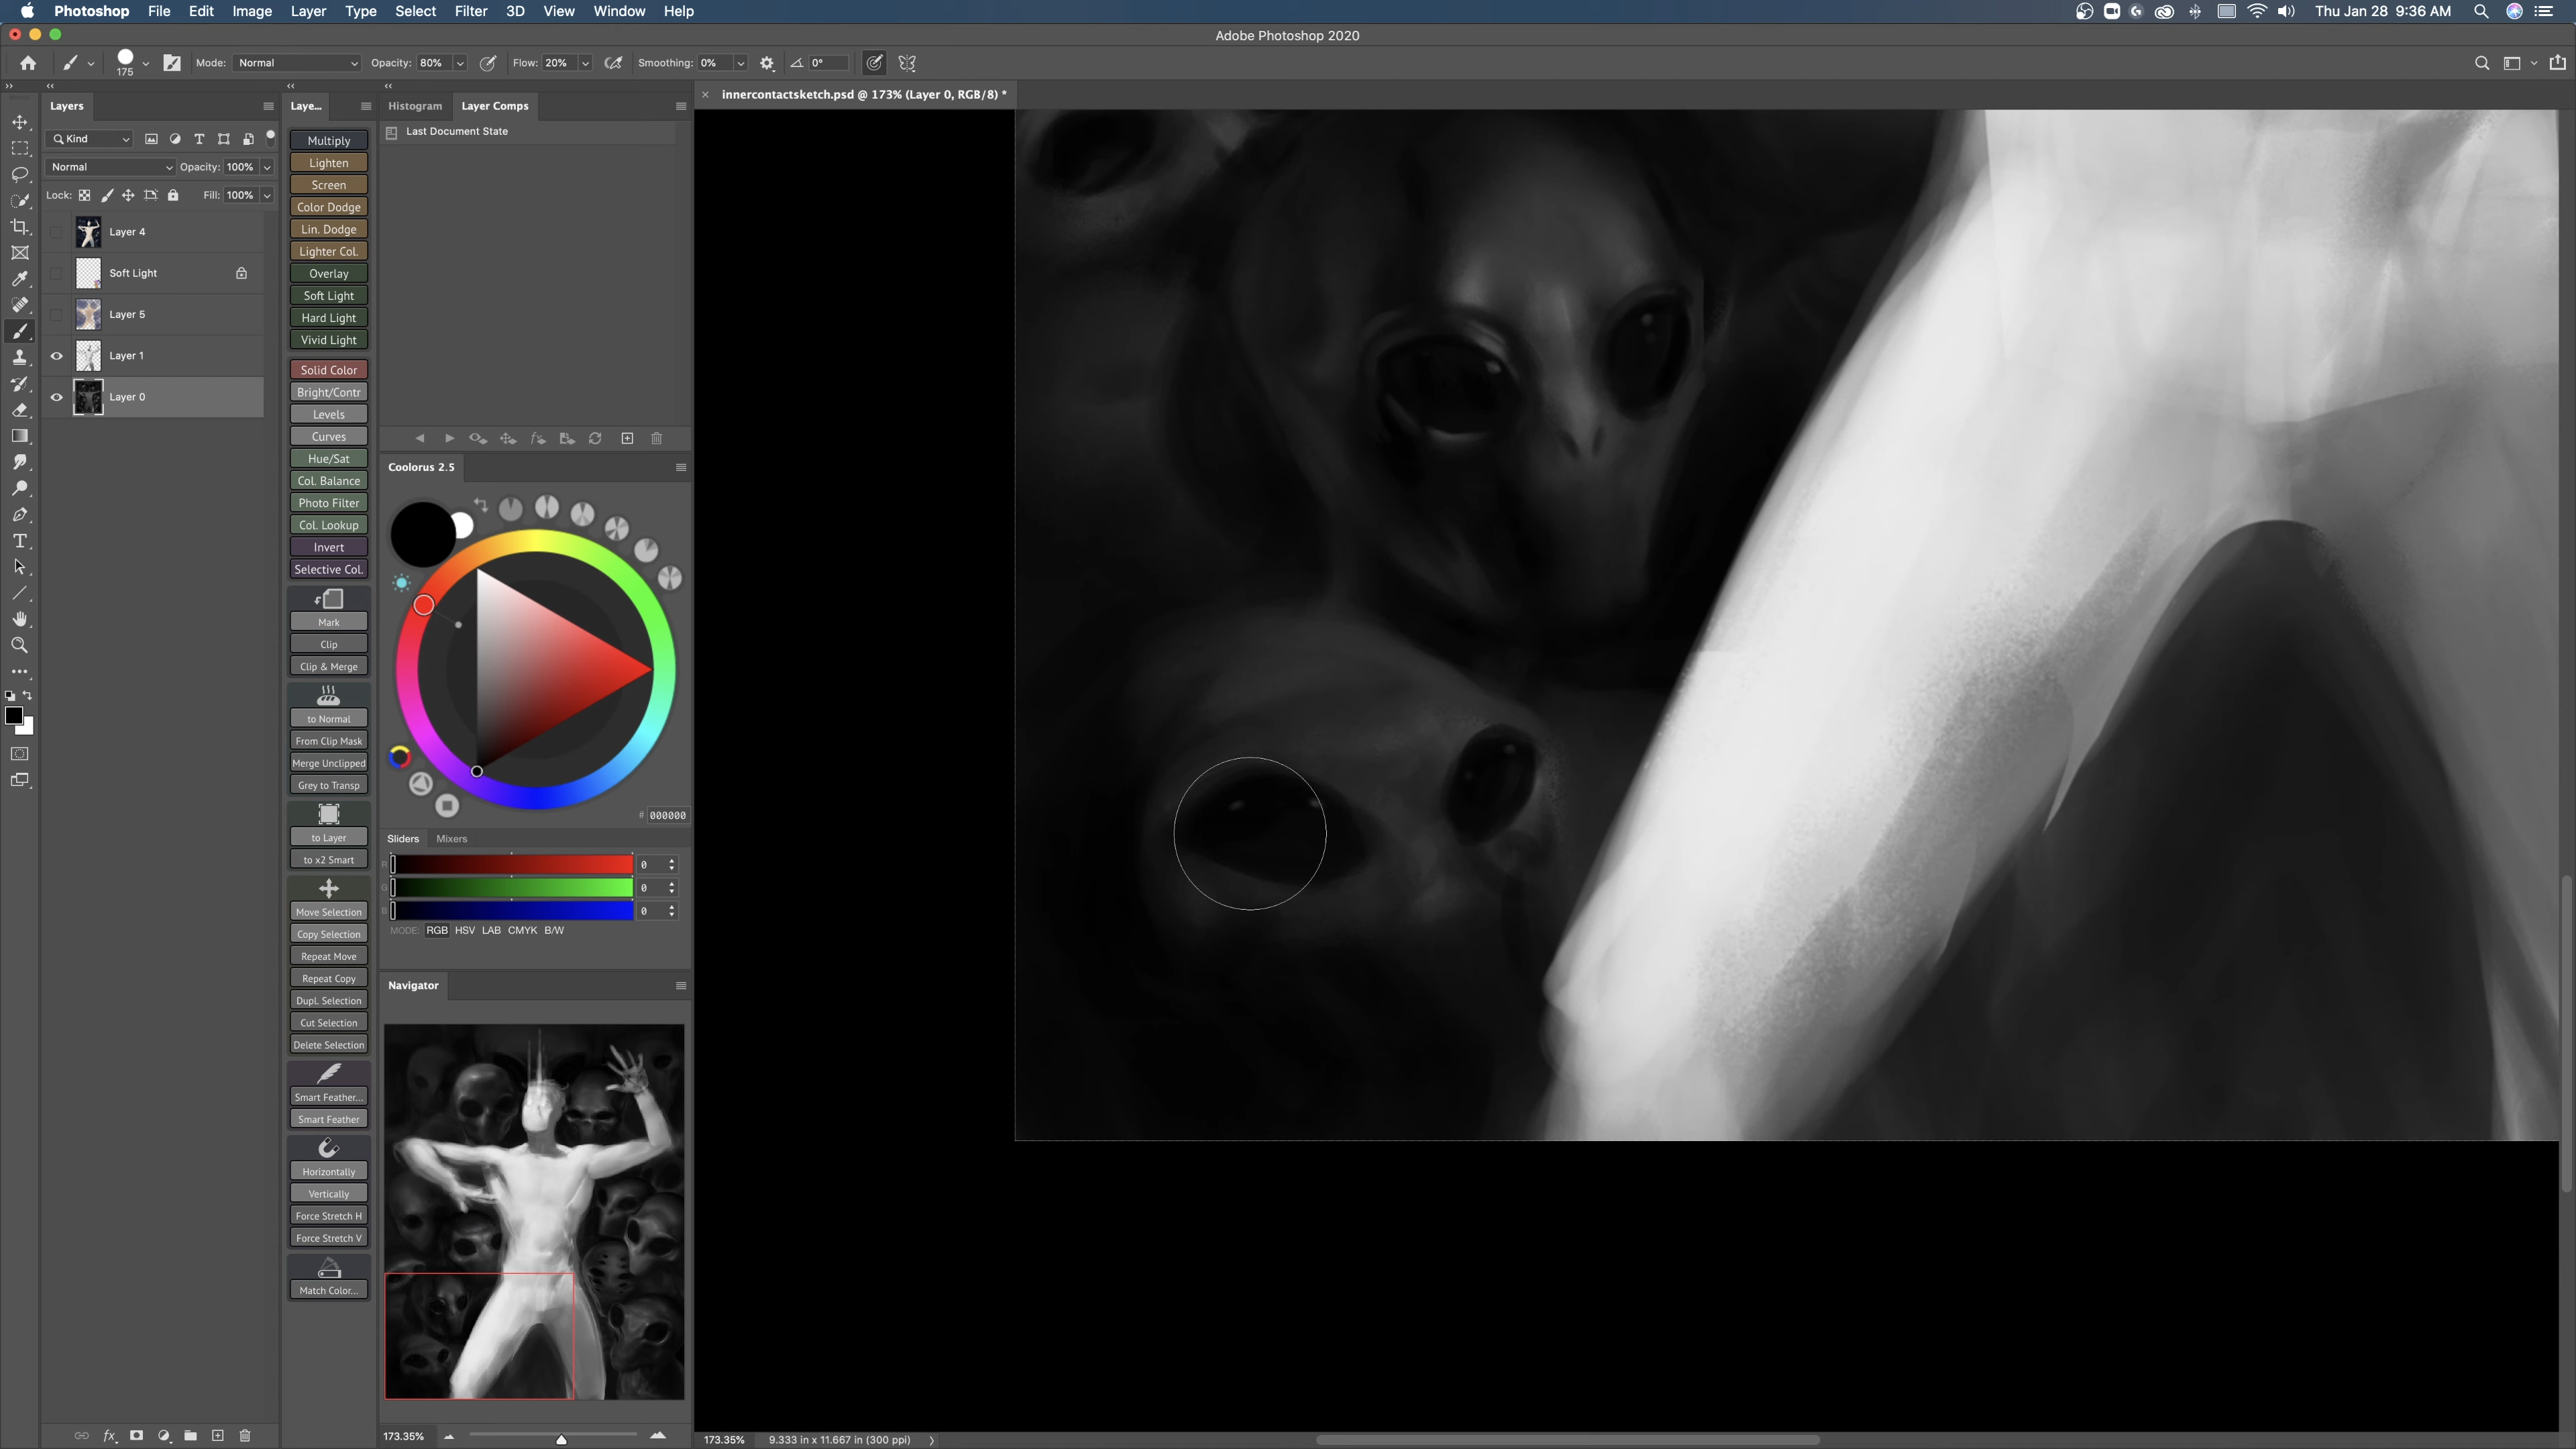 Photoshop File Edit Image Layer Type Select Filter 3D View Window Help
Thu Jan 28 9:36 AM
Adobe Photoshop 2020
175
Mode: Normal Opacity: 80% Flow: 20% Smoothing: 0% 0°
Layers
Laye...
Histogram Layer Comps
innercontactsketch.psd @ 173% (Layer 0, RGB/8) *
Last Document State
Kind
Normal Opacity: 100%
Lock: Fill: 100%
Layer 4
Soft Light
Layer 5
Layer 1
Layer 0
Multiply
Lighten
Screen
Color Dodge
Lin. Dodge
Lighter Col.
Overlay
Soft Light
Hard Light
Vivid Light
Solid Color
Bright/Contr
Levels
Curves
Hue/Sat
Col. Balance
Photo Filter
Col. Lookup
Invert
Selective Col.
Mark
Clip
Clip & Merge
to Normal
From Clip Mask
Merge Unclipped
Grey to Transp
to Layer
to x2 Smart
Move Selection
Copy Selection
Repeat Move
Repeat Copy
Dupl. Selection
Cut Selection
Delete Selection
Smart Feather...
Smart Feather
Horizontally
Vertically
Force Stretch H
Force Stretch V
Match Color...
Coolorus 2.5
# 000000
Sliders Mixers
R 0
G 0
B 0
MODE: RGB HSV LAB CMYK B/W
Navigator
173.35%
173.35% 9.333 in x 11.667 in (300 ppi)